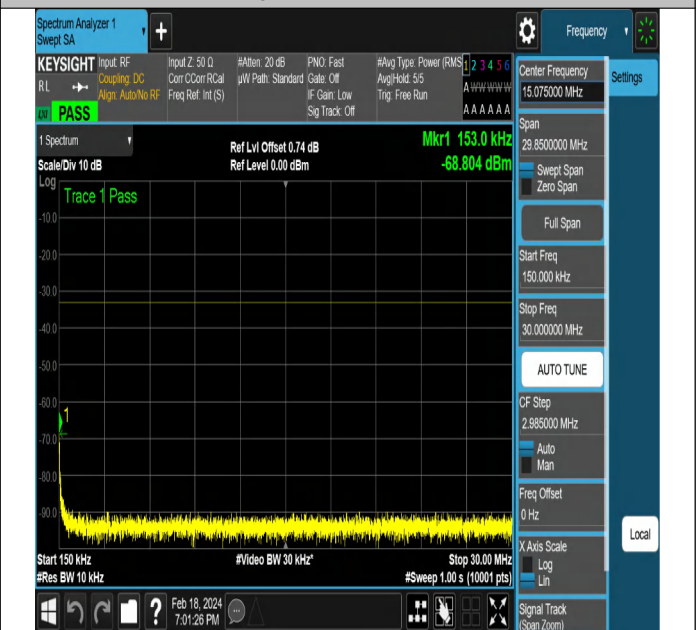 Spectrum Analyzer 1
Swept SA
+
Frequency
KEYSIGHT
RL
PASS
Input: RF
Coupling: DC
Align: Auto/No RF
Input Z: 50 Ω
Corr CCorr RCal
Freq Ref: Int (S)
#Atten: 20 dB
µW Path: Standard
PNO: Fast
Gate: Off
IF Gain: Low
Sig Track: Off
#Avg Type: Power (RMS
Avg|Hold: 5/5
Trig: Free Run
1 2 3 4 5 6
A W W W W W
A A A A A A
1 Spectrum
Scale/Div 10 dB
Ref Lvl Offset 0.74 dB
Ref Level 0.00 dBm
Mkr1 153.0 kHz
-68.804 dBm
Log
Trace 1 Pass
-10.0
-20.0
-30.0
-40.0
-50.0
-60.0
1
-70.0
-80.0
-90.0
Start 150 kHz
#Video BW 30 kHz*
Stop 30.00 MHz
#Res BW 10 kHz
#Sweep 1.00 s (10001 pts)
?
Feb 18, 2024
7:01:26 PM
Center Frequency
15.075000 MHz
Span
29.8500000 MHz
Swept Span
Zero Span
Full Span
Start Freq
150.000 kHz
Stop Freq
30.000000 MHz
AUTO TUNE
CF Step
2.985000 MHz
Auto
Man
Freq Offset
0 Hz
X Axis Scale
Log
Lin
Signal Track
(Span Zoom)
Settings
Local